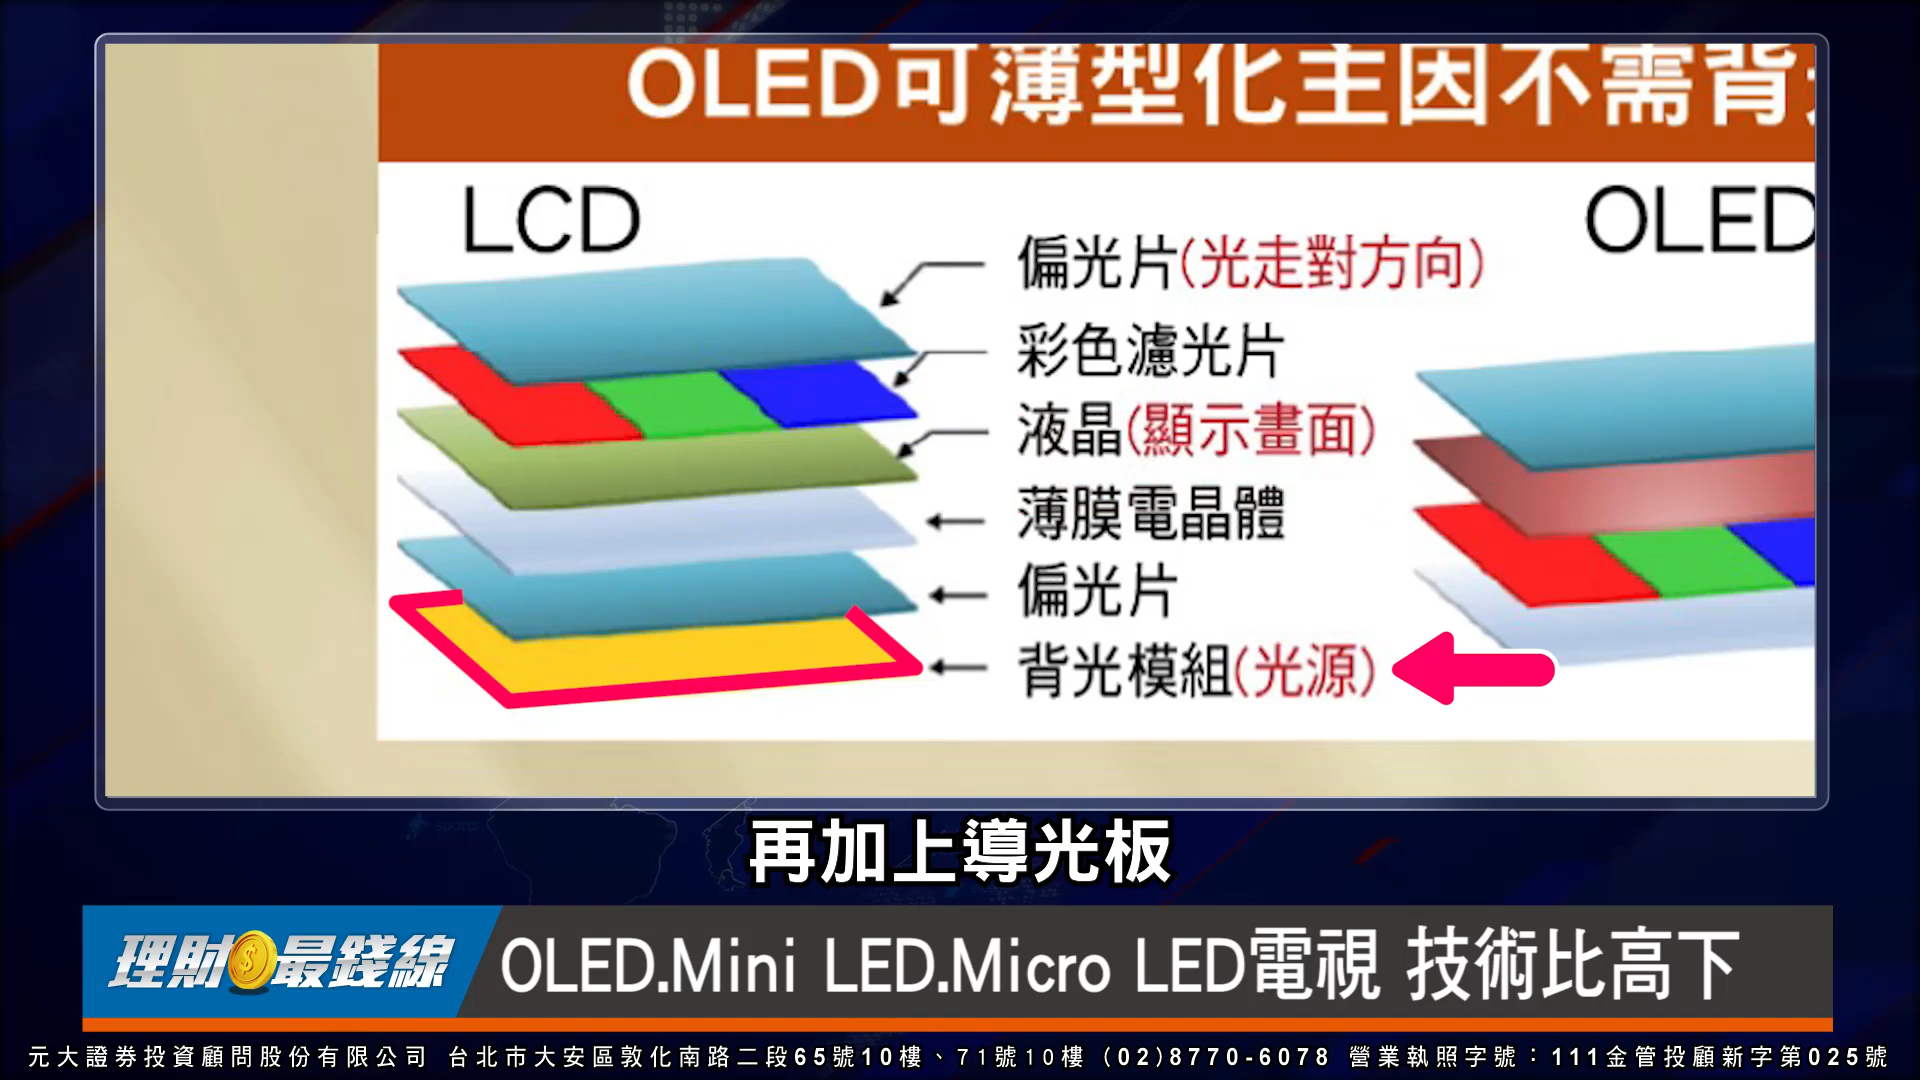 OLED可薄型化主因不需背
LCD
OLED
偏光片(光走對方向)
彩色濾光片
液晶(顯示畫面)
薄膜電晶體
偏光片
背光模組(光源)
sports
再加上導光板
理財最錢線
OLED.Mini LED.Micro LED電視 技術比高下
元大證券投資顧問股份有限公司 台北市大安區敦化南路二段65號10樓、71號10樓 (02)8770-6078 營業執照字號：111金管投顧新字第025號